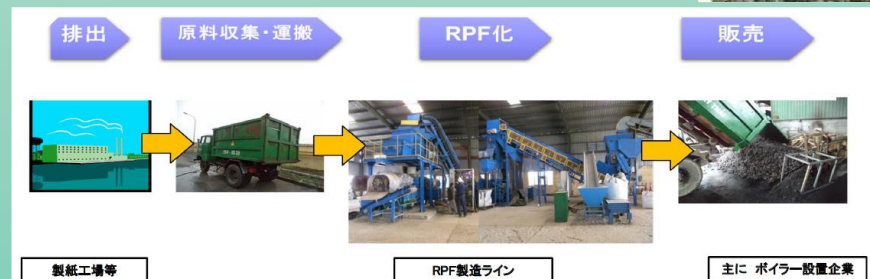 排出
原料収集・運搬
RPF化
販売
製紙工場等
RPF製造ライン
主に ボイラー設置企業